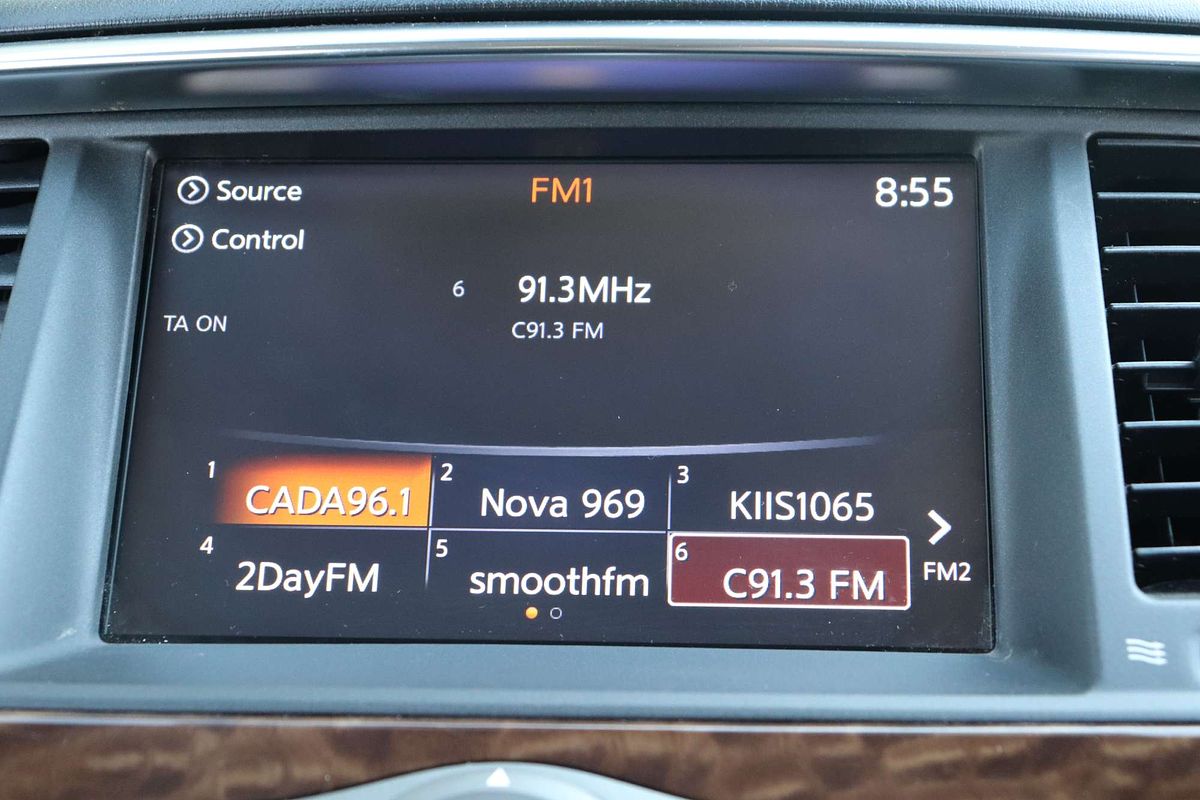 Source
FM1
8:55
Control
6 91.3MHz
TA ON
C91.3 FM
1 CADA96.1
2 Nova 969
3 KIIS1065
4 2DayFM
5 smoothfm
6 C91.3 FM
FM2